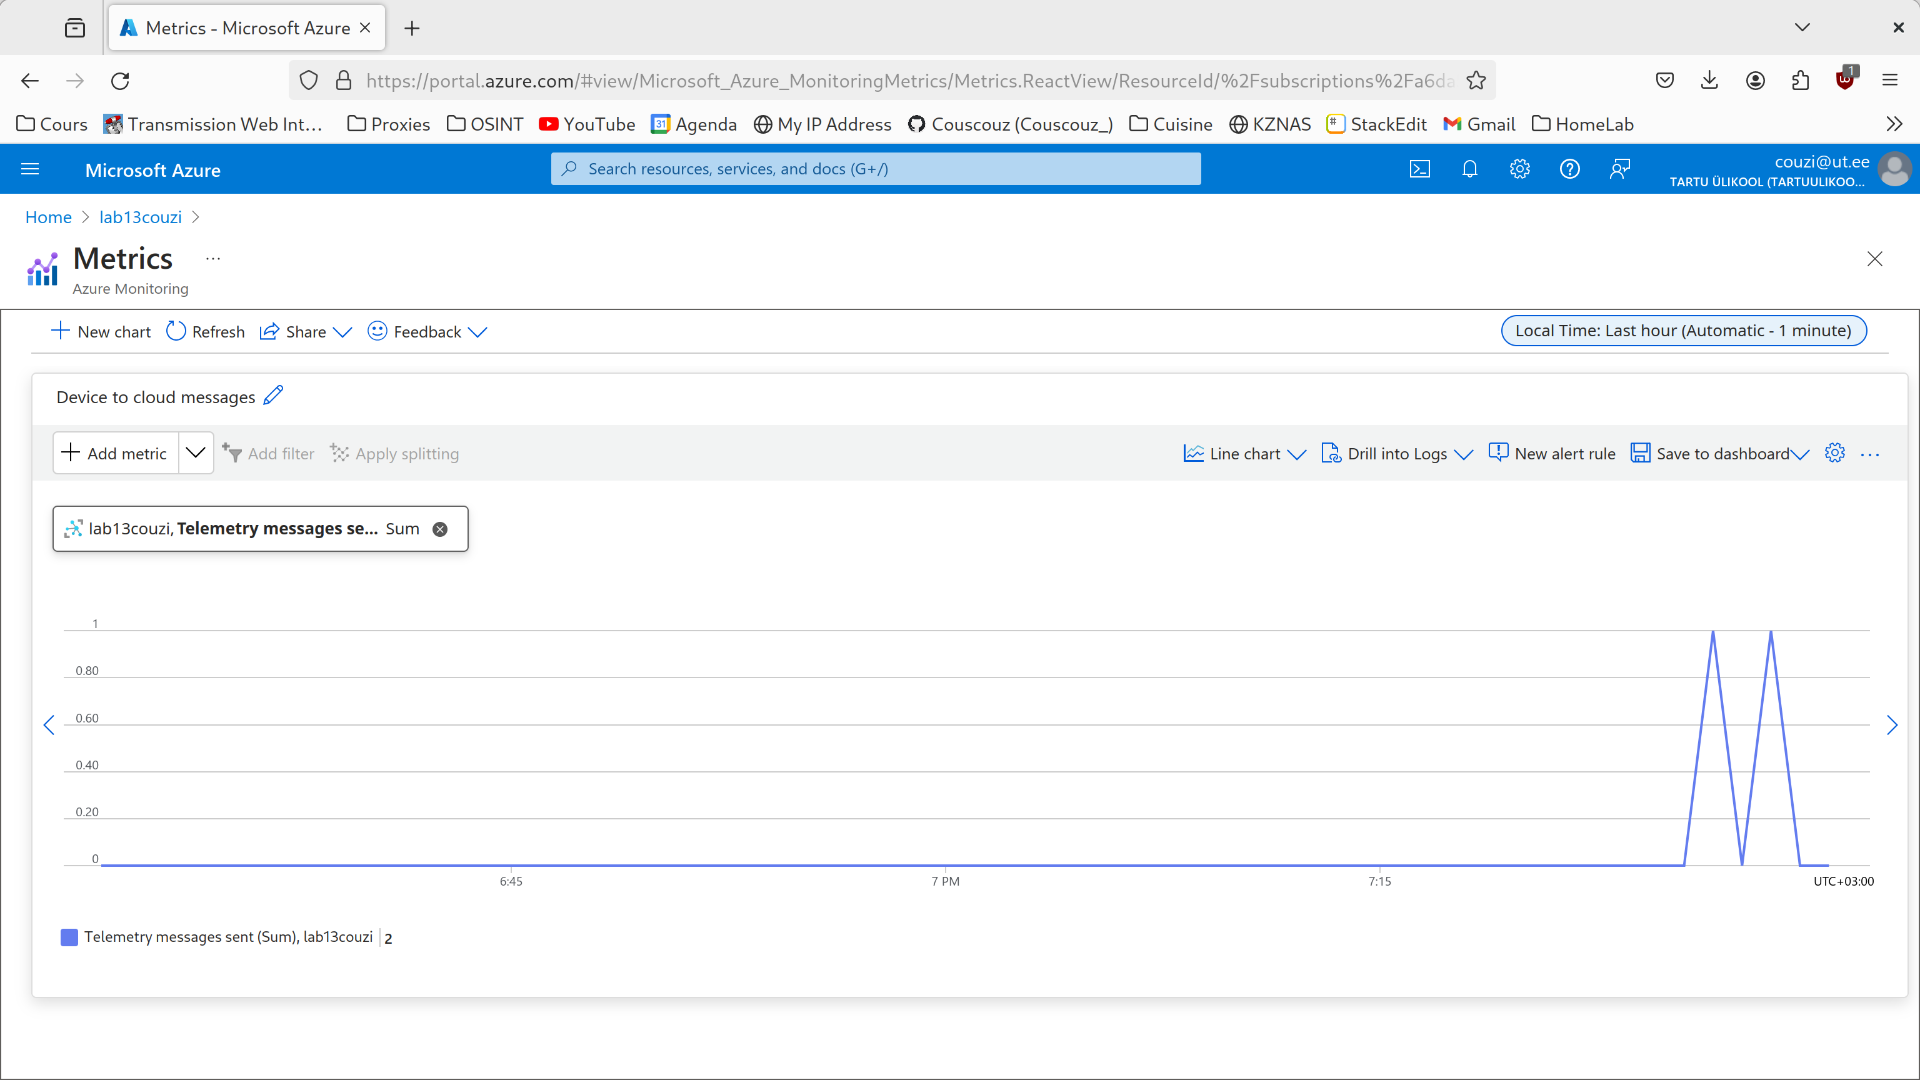 Metrics - Microsoft Azure
https://portal.azure.com/#view/Microsoft_Azure_MonitoringMetrics/Metrics.ReactView/ResourceId/%2Fsubscriptions%2Fa6da
1
Cours Transmission Web Int... Proxies OSINT YouTube 31 Agenda My IP Address Couscouz (Couscouz_) Cuisine KZNAS # StackEdit Gmail HomeLab
Microsoft Azure
Search resources, services, and docs (G+/)
couzi@ut.ee
TARTU ÜLIKOOL (TARTUULIKOO...
Home > lab13couzi >
Metrics ...
Azure Monitoring
New chart Refresh Share Feedback
Local Time: Last hour (Automatic - 1 minute)
Device to cloud messages
Add metric Add filter Apply splitting
Line chart Drill into Logs New alert rule Save to dashboard ...
lab13couzi, Telemetry messages se... Sum
1
0.80
0.60
0.40
0.20
0
6:45 7 PM 7:15 UTC+03:00
Telemetry messages sent (Sum), lab13couzi | 2